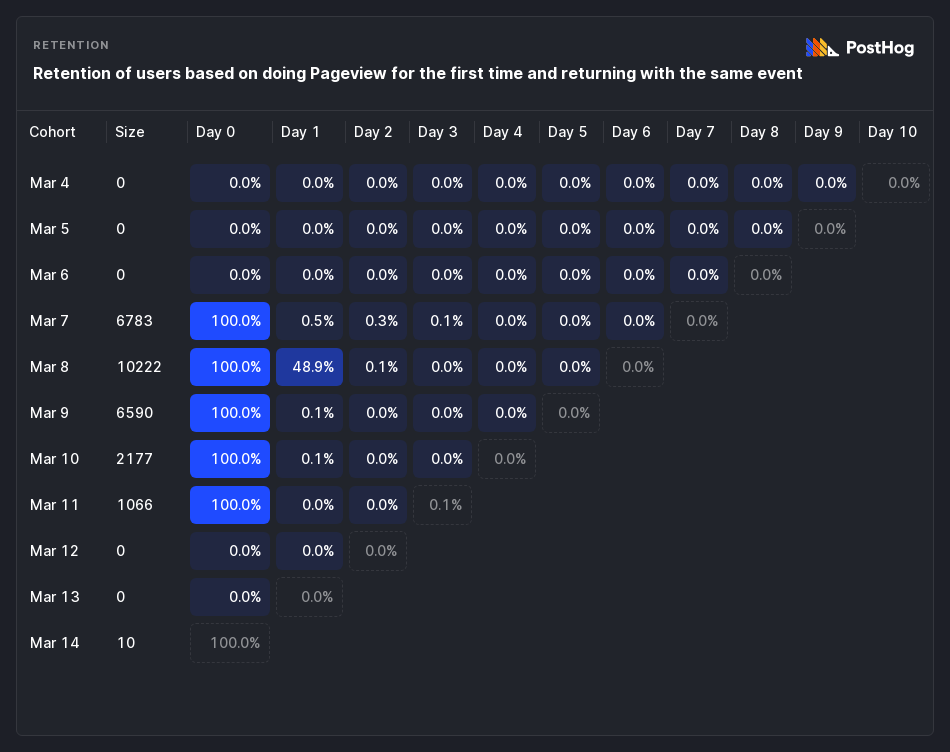 RETENTION
PostHog
Retention of users based on doing Pageview for the first time and returning with the same event
Cohort Size Day 0 Day 1 Day 2 Day 3 Day 4 Day 5 Day 6 Day 7 Day 8 Day 9 Day 10
Mar 4 0 0.0% 0.0% 0.0% 0.0% 0.0% 0.0% 0.0% 0.0% 0.0% 0.0% 0.0%
Mar 5 0 0.0% 0.0% 0.0% 0.0% 0.0% 0.0% 0.0% 0.0% 0.0% 0.0%
Mar 6 0 0.0% 0.0% 0.0% 0.0% 0.0% 0.0% 0.0% 0.0% 0.0%
Mar 7 6783 100.0% 0.5% 0.3% 0.1% 0.0% 0.0% 0.0% 0.0%
Mar 8 10222 100.0% 48.9% 0.1% 0.0% 0.0% 0.0% 0.0%
Mar 9 6590 100.0% 0.1% 0.0% 0.0% 0.0% 0.0%
Mar 10 2177 100.0% 0.1% 0.0% 0.0% 0.0%
Mar 11 1066 100.0% 0.0% 0.0% 0.1%
Mar 12 0 0.0% 0.0% 0.0%
Mar 13 0 0.0% 0.0%
Mar 14 10 100.0%